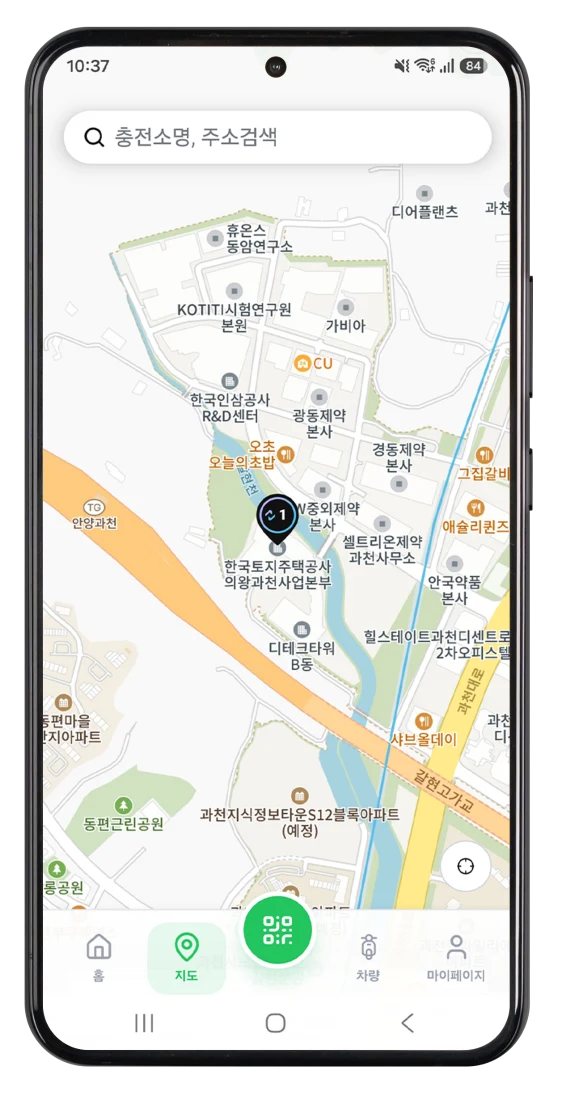 10:37
84
충전소명, 주소검색
디어플랜츠
과천
휴온스
동암연구소
KOTITI시험연구원
본원
가비아
CU
한국인삼공사
R&D센터
광동제약
본사
오초
오늘의초밥
경동제약
본사
그집갈비
TG
안양과천
1
W중외제약
본사
애슐리퀸즈
셀트리온제약
과천사무소
한국토지주택공사
의왕과천사업본부
안국약품
본사
디테크타워
B동
힐스테이트과천디센트로
2차오피스텔
과천대로
동편마을
단지아파트
샤브올데이
과천
갈현고가교
과천지식정보타운S12블록아파트
(예정)
동편근린공원
롱공원
홈
지도
차량
마이페이지